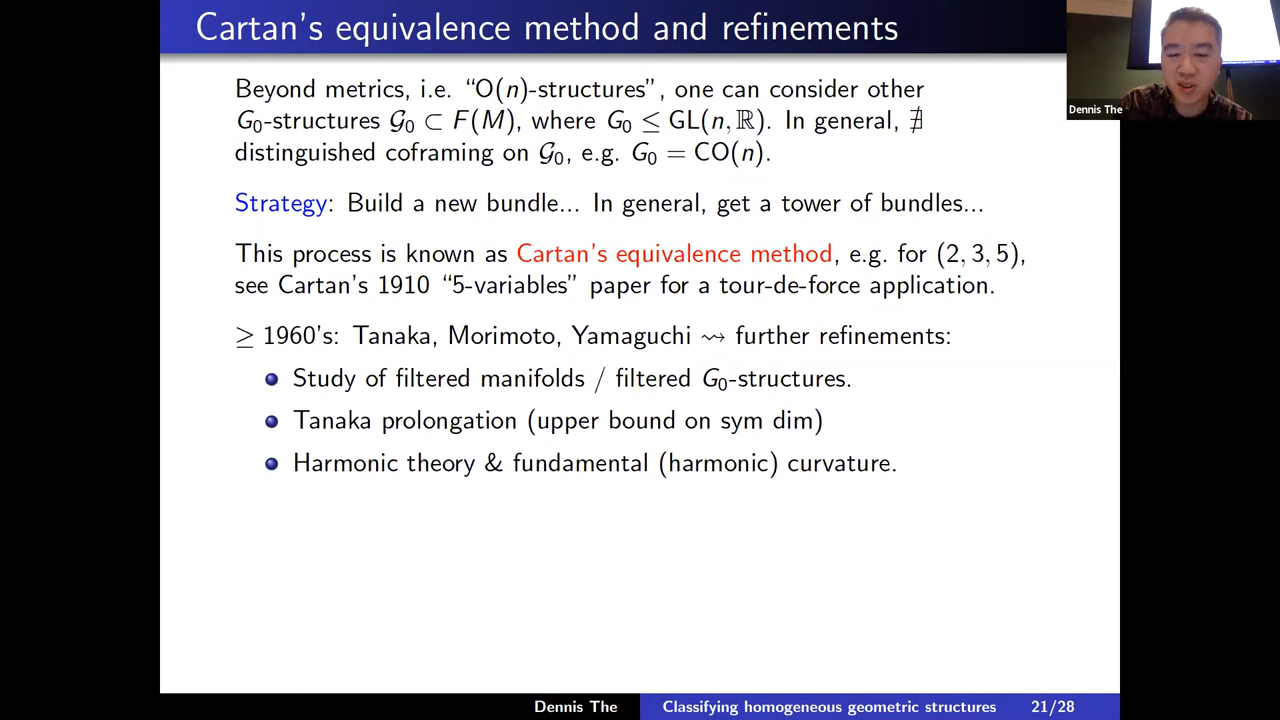 Cartan's equivalence method and refinements
Beyond metrics, i.e. “O(n)-structures”, one can consider other
G₀-structures 𝒢₀ ⊂ F(M), where G₀ ≤ GL(n, ℝ). In general, ∄
distinguished coframing on 𝒢₀, e.g. G₀ = CO(n).
Strategy: Build a new bundle... In general, get a tower of bundles...
This process is known as Cartan's equivalence method, e.g. for (2, 3, 5),
see Cartan's 1910 “5-variables” paper for a tour-de-force application.
≥ 1960's: Tanaka, Morimoto, Yamaguchi ⇝ further refinements:
Study of filtered manifolds / filtered G₀-structures.
Tanaka prolongation (upper bound on sym dim)
Harmonic theory & fundamental (harmonic) curvature.
Dennis The
Dennis The Classifying homogeneous geometric structures 21/28